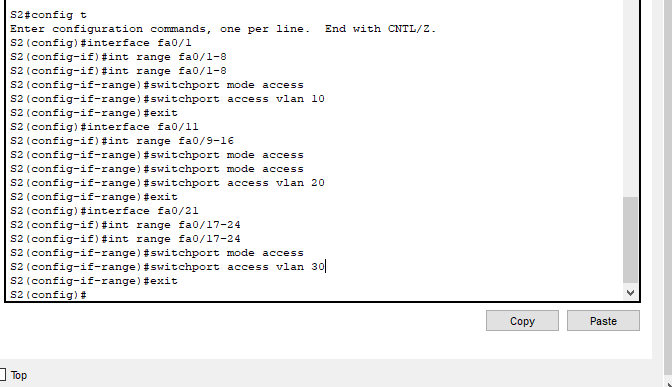 S2#config t
Enter configuration commands, one per line.  End with CNTL/Z.
S2(config)#interface fa0/1
S2(config-if)#int range fa0/1-8
S2(config-if)#int range fa0/1-8
S2(config-if-range)#switchport mode access
S2(config-if-range)#switchport access vlan 10
S2(config-if-range)#exit
S2(config)#interface fa0/11
S2(config-if)#int range fa0/9-16
S2(config-if-range)#switchport mode access
S2(config-if-range)#switchport mode access
S2(config-if-range)#switchport access vlan 20
S2(config-if-range)#exit
S2(config)#interface fa0/21
S2(config-if)#int range fa0/17-24
S2(config-if)#int range fa0/17-24
S2(config-if-range)#switchport mode access
S2(config-if-range)#switchport access vlan 30
S2(config-if-range)#exit
S2(config)#
Copy Paste
Top